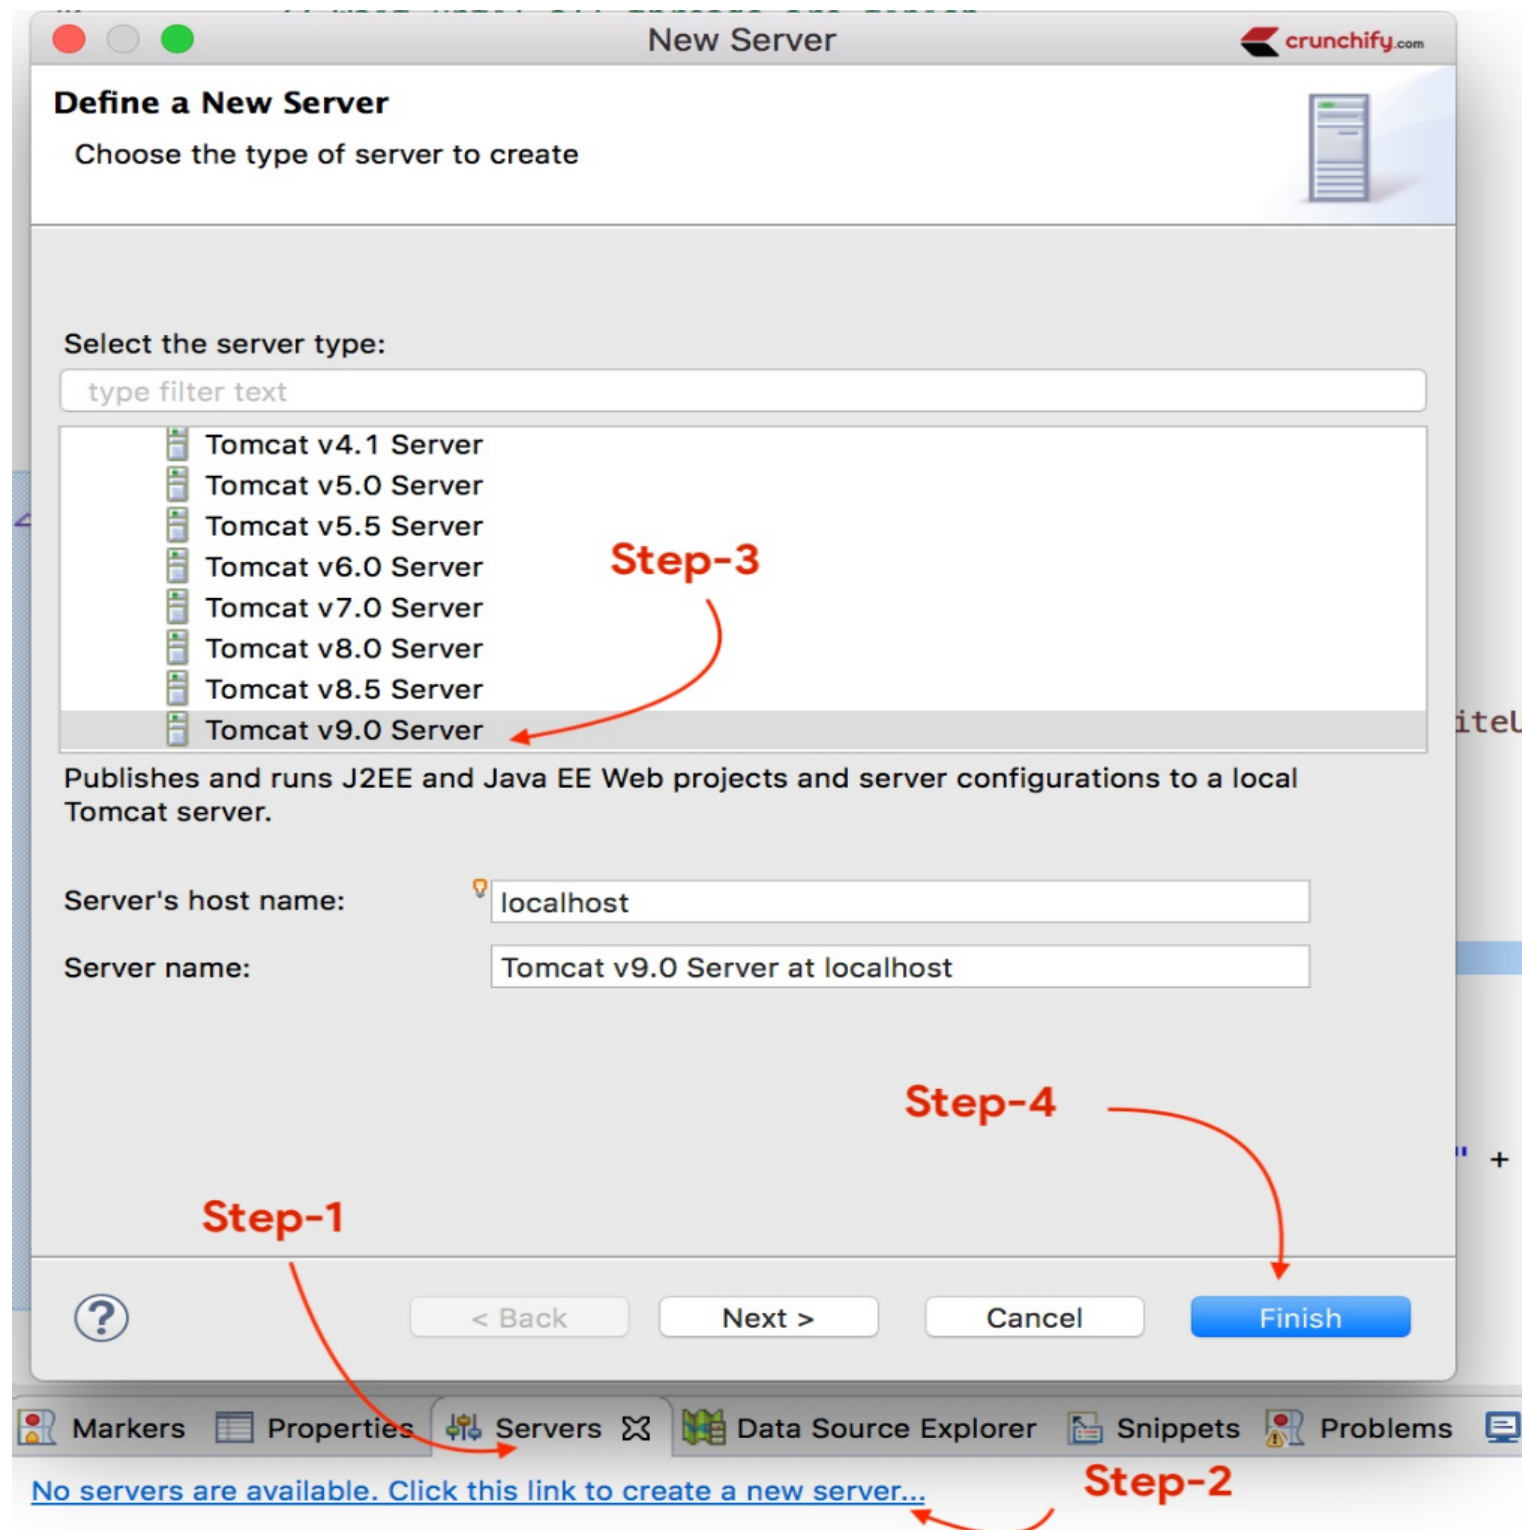 New Server
crunchify.com
Define a New Server
Choose the type of server to create
Select the server type:
type filter text
Tomcat v4.1 Server
Tomcat v5.0 Server
Tomcat v5.5 Server
Tomcat v6.0 Server
Step-3
Tomcat v7.0 Server
Tomcat v8.0 Server
Tomcat v8.5 Server
Tomcat v9.0 Server
iteU
Publishes and runs J2EE and Java EE Web projects and server configurations to a local
Tomcat server.
Server's host name: localhost
Server name: Tomcat v9.0 Server at localhost
Step-4
" +
Step-1
? < Back Next > Cancel Finish
Markers Properties Servers Data Source Explorer Snippets Problems
No servers are available. Click this link to create a new server...
Step-2